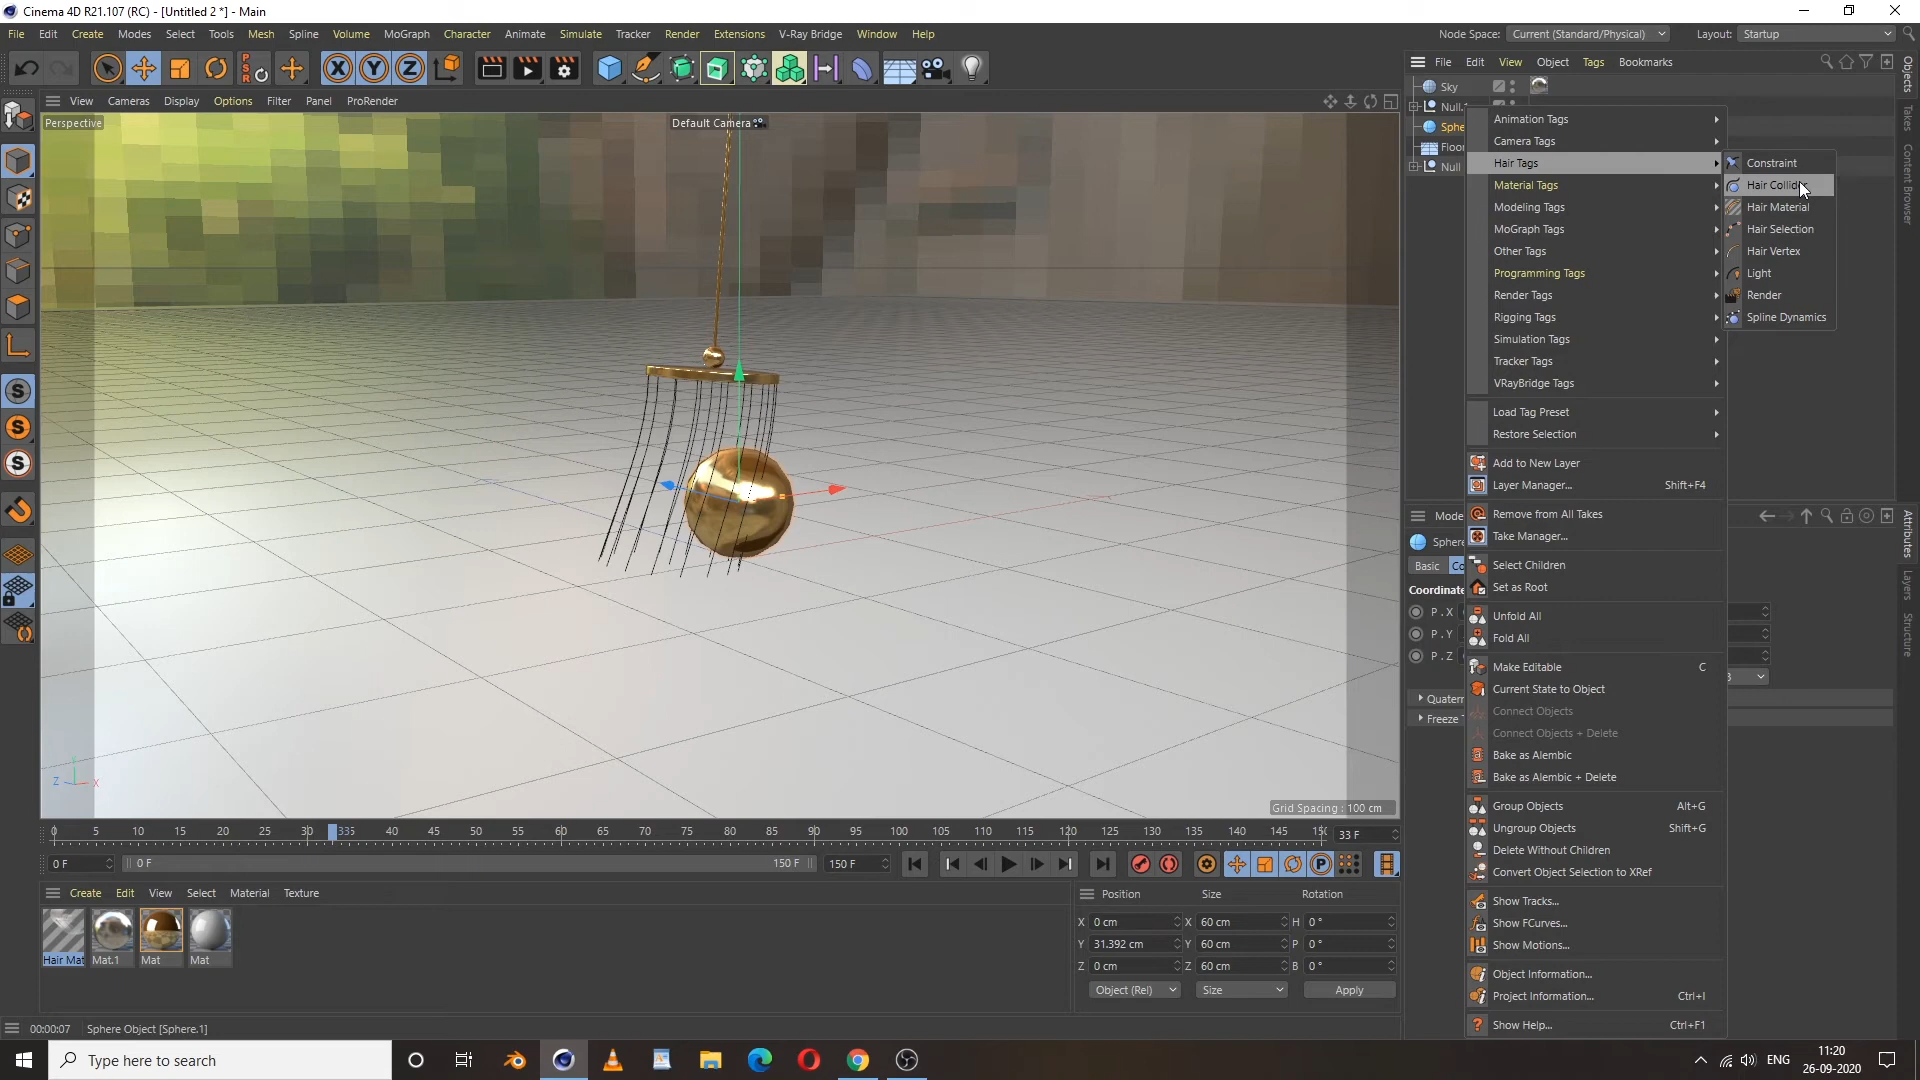 Cinema 4D R21.107 (RC) - [Untitled 2 *] - Main
File Edit Create Modes Select Tools Mesh Spline Volume MoGraph Character Animate Simulate Tracker Render Extensions V-Ray Bridge Window Help
Node Space: Current (Standard/Physical) Layout: Startup
File Edit View Object Tags Bookmarks
View Cameras Display Options Filter Panel ProRender
Perspective
Default Camera
Sky
Null.1
Sphe
Floor
Null
Animation Tags
Camera Tags
Hair Tags
Material Tags
Modeling Tags
MoGraph Tags
Other Tags
Programming Tags
Render Tags
Rigging Tags
Simulation Tags
Tracker Tags
VRayBridge Tags
Load Tag Preset
Restore Selection
Add to New Layer
Layer Manager... Shift+F4
Remove from All Takes
Take Manager...
Select Children
Set as Root
Unfold All
Fold All
Make Editable C
Current State to Object
Connect Objects
Connect Objects + Delete
Bake as Alembic
Bake as Alembic + Delete
Group Objects Alt+G
Ungroup Objects Shift+G
Delete Without Children
Convert Object Selection to XRef
Show Tracks...
Show FCurves...
Show Motions...
Object Information...
Project Information... Ctrl+I
Show Help... Ctrl+F1
Constraint
Hair Collider
Hair Material
Hair Selection
Hair Vertex
Light
Render
Spline Dynamics
Objects
Takes
Content Browser
Attributes
Layers
Structure
Mode
Sphere
Basic Co
Coordinate
P . X
P . Y
P . Z
Quatern
Freeze T
Z X
Grid Spacing : 100 cm
0 5 10 15 20 25 30 335 40 45 50 55 60 65 70 75 80 85 90 95 100 105 110 115 120 125 130 135 140 145 150 33 F
0 F 0 F 150 F 150 F
Create Edit View Select Material Texture
Hair Mat Mat.1 Mat Mat
Position Size Rotation
X 0 cm X 60 cm H 0 °
Y 31.392 cm Y 60 cm P 0 °
Z 0 cm Z 60 cm B 0 °
Object (Rel) Size Apply
00:00:07 Sphere Object [Sphere.1]
Type here to search
ENG
11:20
26-09-2020